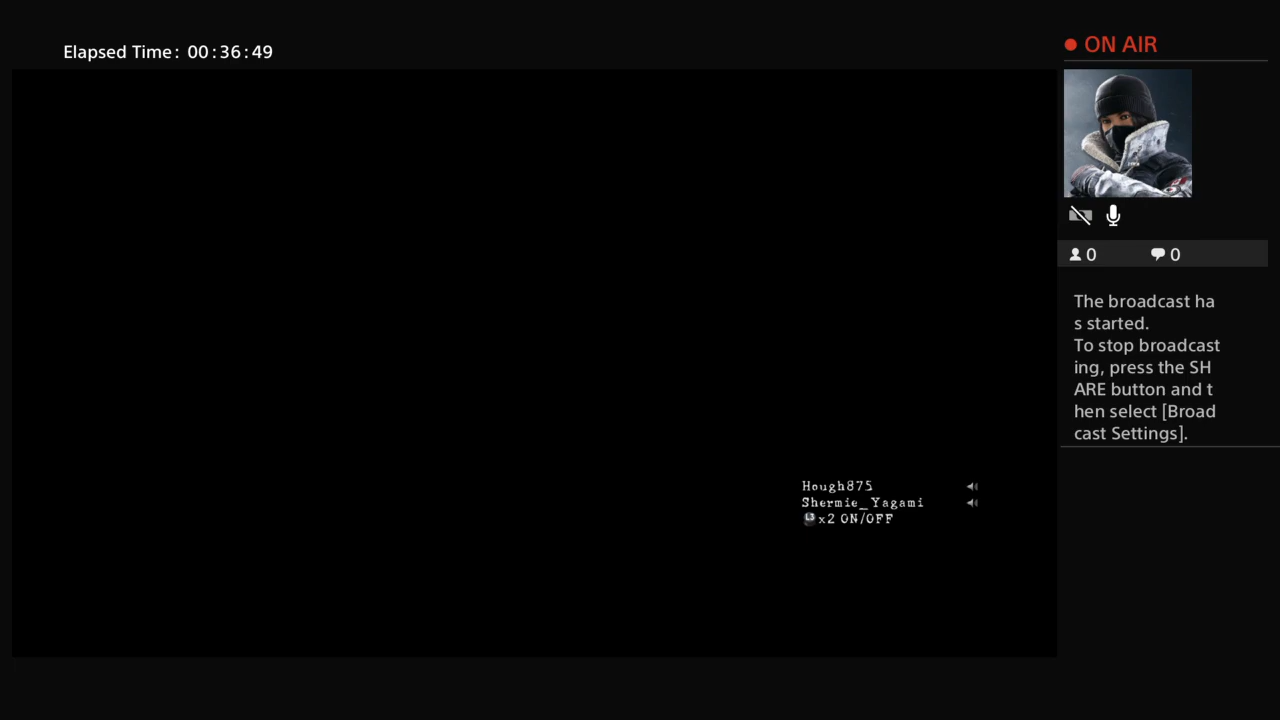 Elapsed Time: 00:36:49
ON AIR
0 0
The broadcast ha
s started.
To stop broadcast
ing, press the SH
ARE button and t
hen select [Broad
cast Settings].
Hough875
Shermie_Yagami
L3 x2 ON/OFF